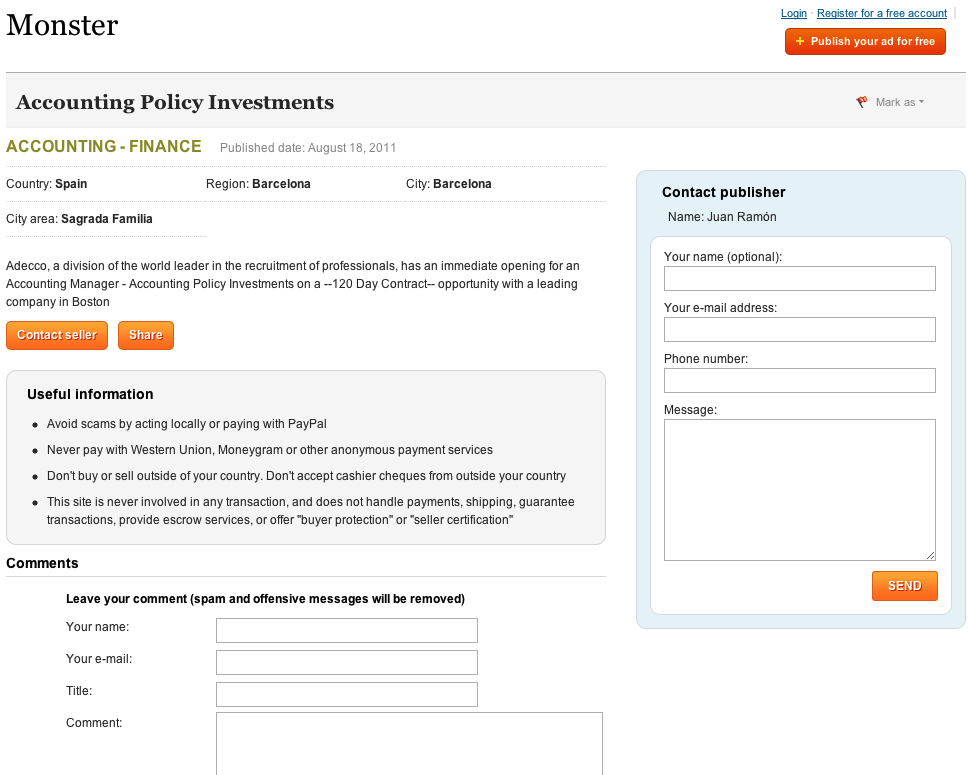 Monster
Login · Register for a free account
+ Publish your ad for free
Accounting Policy Investments
Mark as
ACCOUNTING - FINANCE
Published date: August 18, 2011
Country: Spain
Region: Barcelona
City: Barcelona
City area: Sagrada Familia
Adecco, a division of the world leader in the recruitment of professionals, has an immediate opening for an
Accounting Manager - Accounting Policy Investments on a --120 Day Contract-- opportunity with a leading
company in Boston
Contact seller
Share
Useful information
Avoid scams by acting locally or paying with PayPal
Never pay with Western Union, Moneygram or other anonymous payment services
Don't buy or sell outside of your country. Don't accept cashier cheques from outside your country
This site is never involved in any transaction, and does not handle payments, shipping, guarantee
transactions, provide escrow services, or offer "buyer protection" or "seller certification"
Comments
Leave your comment (spam and offensive messages will be removed)
Your name:
Your e-mail:
Title:
Comment:
Contact publisher
Name: Juan Ramón
Your name (optional):
Your e-mail address:
Phone number:
Message:
SEND